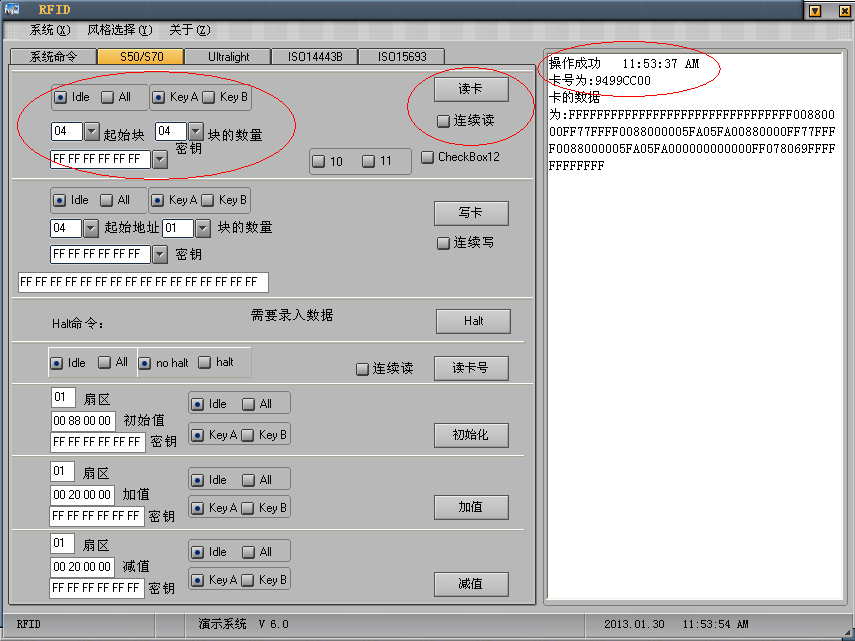 RFID
系统(X) 风格选择(Y) 关于(Z)
系统命令 S50/S70 Ultralight ISO14443B ISO15693
Idle All Key A Key B
04 起始块 04 块的数量
密钥
FF FF FF FF FF FF
读卡
连续读
10 11 CheckBox12
Idle All Key A Key B
04 起始地址 01 块的数量
FF FF FF FF FF FF 密钥
写卡
连续写
FF FF FF FF FF FF FF FF FF FF FF FF FF FF FF FF
Halt命令: 需要录入数据 Halt
Idle All no halt halt 连续读 读卡号
01 扇区 Idle All
00 88 00 00 初始值
FF FF FF FF FF FF 密钥 Key A Key B 初始化
01 扇区 Idle All
00 20 00 00 加值
FF FF FF FF FF FF 密钥 Key A Key B 加值
01 扇区 Idle All
00 20 00 00 减值
FF FF FF FF FF FF 密钥 Key A Key B 减值
操作成功 11:53:37 AM
卡号为:9499CC00
卡的数据
为:FFFFFFFFFFFFFFFFFFFFFFFFFFFFFFFF00880
000FF77FFFF0088000005FA05FA00880000FF77FFF
F0088000005FA05FA000000000000FF078069FFFF
FFFFFFFF
RFID 演示系统 V 6.0 2013.01.30 11:53:54 AM